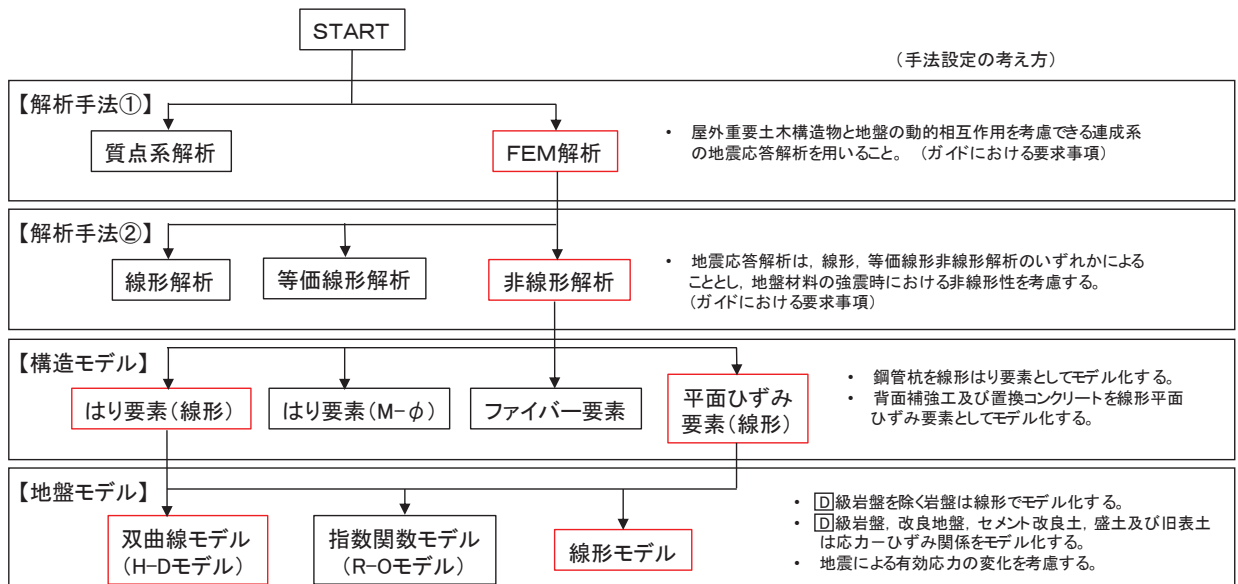 START
（手法設定の考え方）
【解析手法①】
質点系解析
FEM解析
・ 屋外重要土木構造物と地盤の動的相互作用を考慮できる連成系
の地震応答解析を用いること。（ガイドにおける要求事項）
【解析手法②】
線形解析
等価線形解析
非線形解析
・ 地震応答解析は，線形，等価線形非線形解析のいずれかによる
こととし，地盤材料の強震時における非線形性を考慮する。
（ガイドにおける要求事項）
【構造モデル】
はり要素（線形）
はり要素（M-φ）
ファイバー要素
平面ひずみ
要素（線形）
・ 鋼管杭を線形はり要素としてモデル化する。
・ 背面補強工及び置換コンクリートを線形平面
ひずみ要素としてモデル化する。
【地盤モデル】
双曲線モデル
（H-Dモデル）
指数関数モデル
（R-Oモデル）
線形モデル
・ D級岩盤を除く岩盤は線形でモデル化する。
・ D級岩盤，改良地盤，セメント改良土，盛土及び旧表土
は応力ーひずみ関係をモデル化する。
・ 地震による有効応力の変化を考慮する。